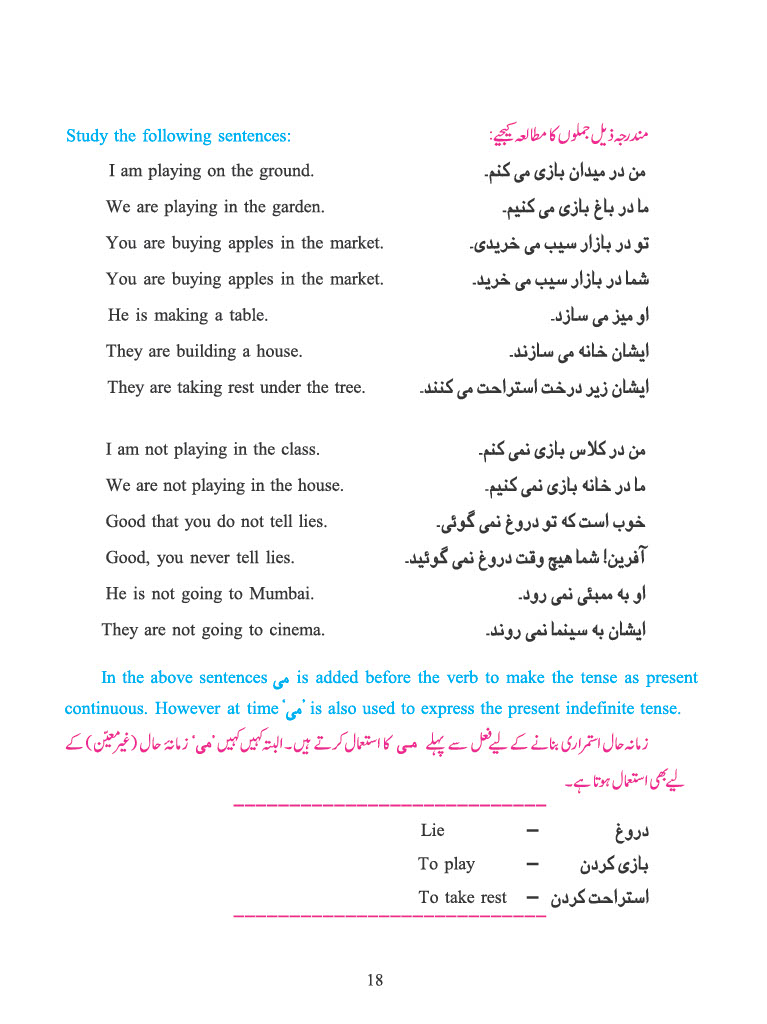 Study the following sentences: مندرجہ ذیل جملوں کا مطالعہ کیجیے:
I am playing on the ground. من در میدان بازی می کنم۔
We are playing in the garden. ما در باغ بازی می کنیم۔
You are buying apples in the market. تو در بازار سیب می خریدی۔
You are buying apples in the market. شما در بازار سیب می خرید۔
He is making a table. او میز می سازد۔
They are building a house. ایشان خانه می سازند۔
They are taking rest under the tree. ایشان زیر درخت استراحت می کنند۔
I am not playing in the class. من در کلاس بازی نمی کنم۔
We are not playing in the house. ما در خانه بازی نمی کنیم۔
Good that you do not tell lies. خوب است که تو دروغ نمی گوئی۔
Good, you never tell lies. آفرین! شما هیچ وقت دروغ نمی گوئید۔
He is not going to Mumbai. او به ممبئی نمی رود۔
They are not going to cinema. ایشان به سینما نمی روند۔
In the above sentences می is added before the verb to make the tense as present
continuous. However at time ‘می’ is also used to express the present indefinite tense.
زمانہ حال استمراری بنانے کے لیے فعل سے پہلے می کا استعمال کرتے ہیں۔ البتہ کہیں کہیں ‘می’ زمانۂ حال (غیر معیّن) کے
لیے بھی استعمال ہوتا ہے۔
Lie – دروغ
To play – بازی کردن
To take rest – استراحت کردن
18